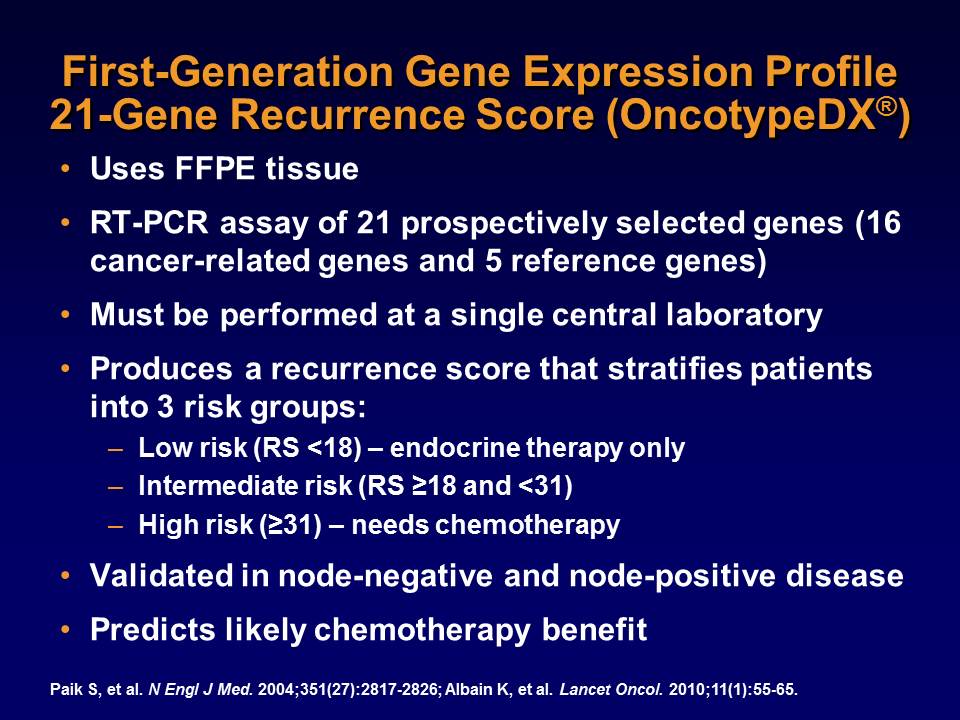 First-Generation Gene Expression Profile
21-Gene Recurrence Score (OncotypeDX®)
• Uses FFPE tissue
• RT-PCR assay of 21 prospectively selected genes (16
cancer-related genes and 5 reference genes)
• Must be performed at a single central laboratory
• Produces a recurrence score that stratifies patients
into 3 risk groups:
– Low risk (RS <18) – endocrine therapy only
– Intermediate risk (RS ≥18 and <31)
– High risk (≥31) – needs chemotherapy
• Validated in node-negative and node-positive disease
• Predicts likely chemotherapy benefit
Paik S, et al. N Engl J Med. 2004;351(27):2817-2826; Albain K, et al. Lancet Oncol. 2010;11(1):55-65.